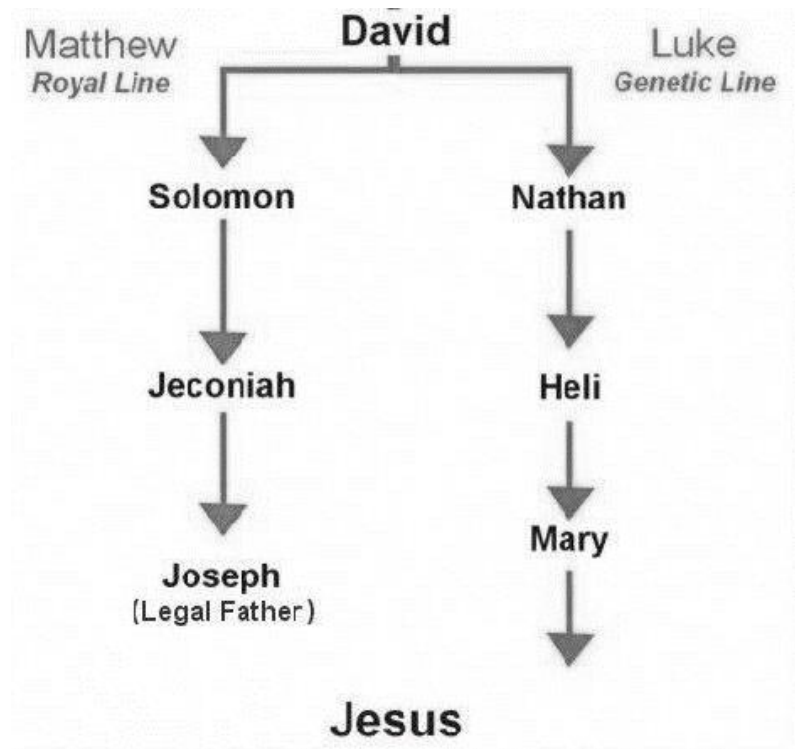 David
Matthew
Royal Line
Luke
Genetic Line
Solomon
Nathan
Jeconiah
Heli
Mary
Joseph
(Legal Father)
Jesus